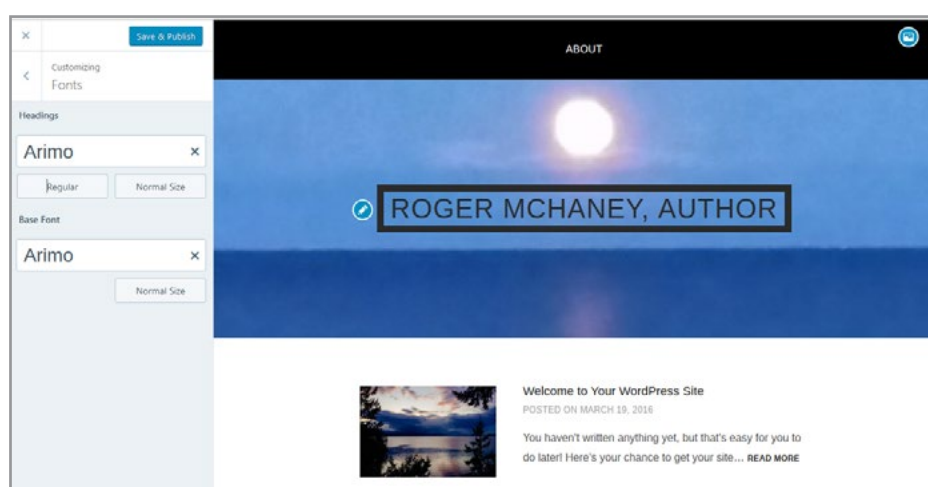 Save & Publish
Customizing
Fonts
Headings
Arimo
Regular
Normal Size
Base Font
Arimo
Normal Size
ABOUT
ROGER MCHANEY, AUTHOR
Welcome to Your WordPress Site
POSTED ON MARCH 19, 2016
You haven't written anything yet, but that's easy for you to
do later! Here's your chance to get your site... READ MORE